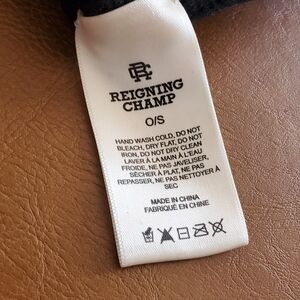 REIGNING
CHAMP
O/S
HAND WASH COLD, DO NOT
BLEACH, DRY FLAT, DO NOT
IRON, DO NOT DRY CLEAN
LAVER À LA MAIN À L'EAU
FROIDE, NE PAS JAVELISER,
SÉCHER À PLAT, NE PAS
REPASSER, NE PAS NETTOYER À
SEC
MADE IN CHINA
FABRIQUÉ EN CHINE